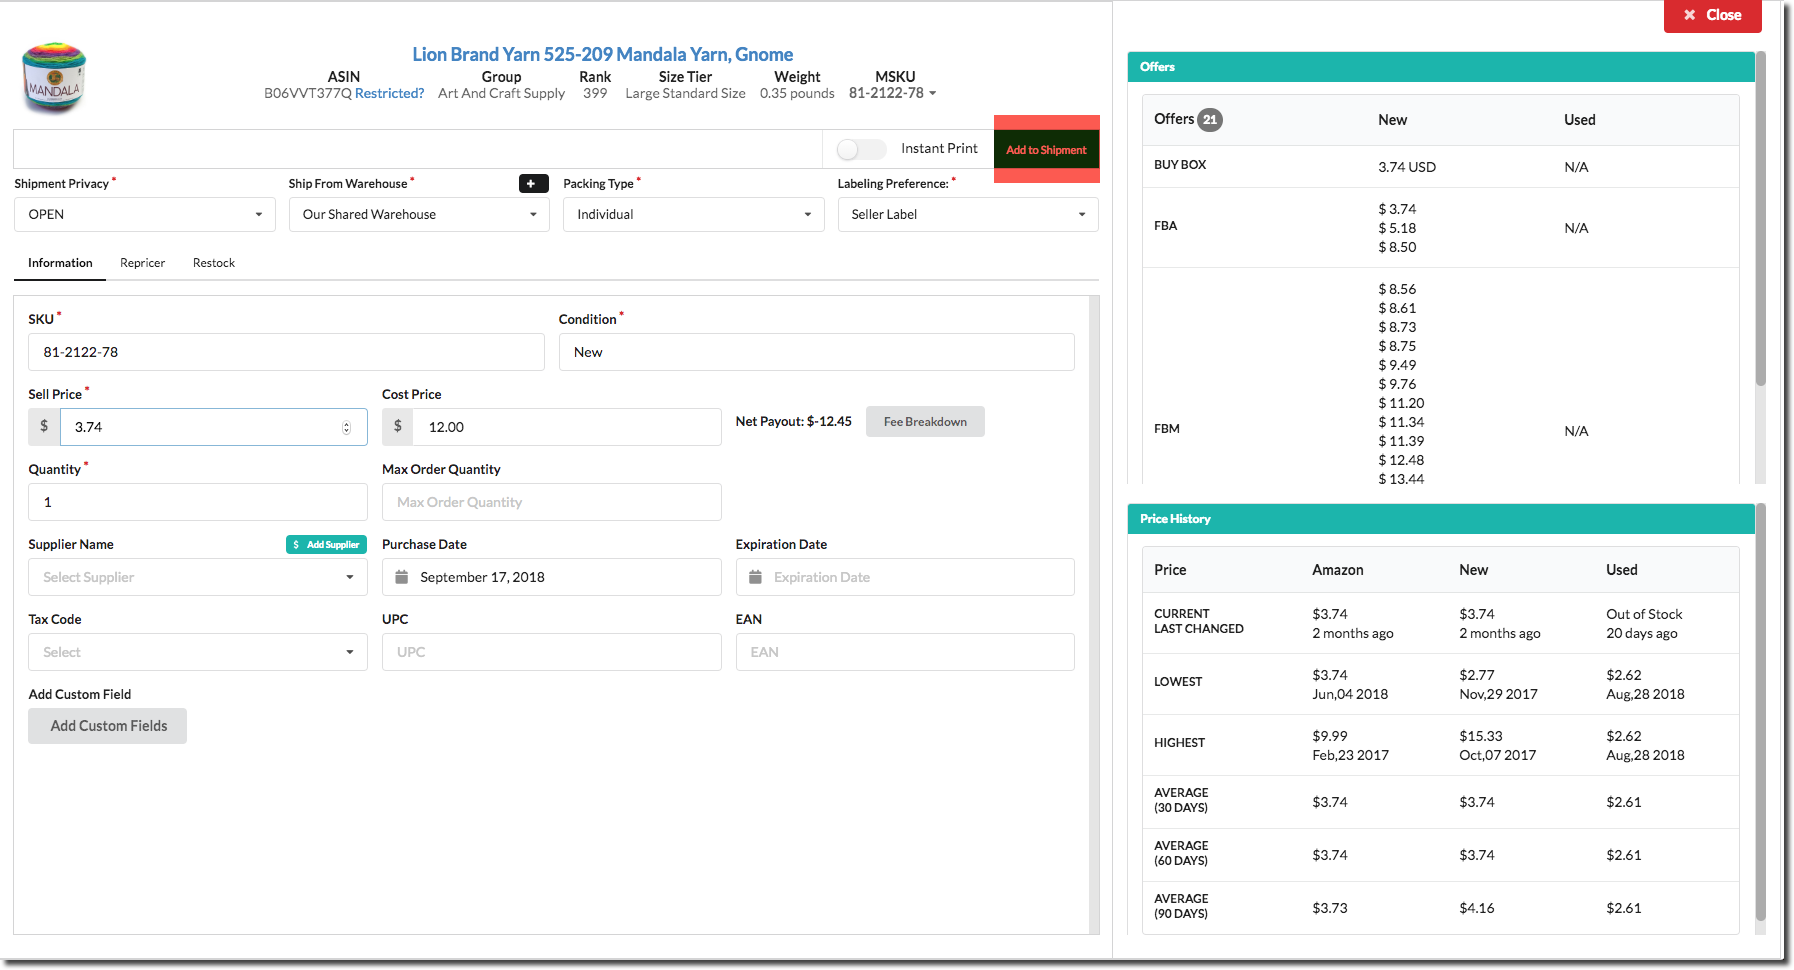 Close
MANDALA
Lion Brand Yarn 525-209 Mandala Yarn, Gnome
ASIN Group Rank Size Tier Weight MSKU
B06VVT377Q Restricted? Art And Craft Supply 399 Large Standard Size 0.35 pounds 81-2122-78
Instant Print Add to Shipment
Shipment Privacy * Ship From Warehouse * + Packing Type * Labeling Preference: *
OPEN Our Shared Warehouse Individual Seller Label
Information Repricer Restock
SKU * Condition *
81-2122-78 New
Sell Price * Cost Price
$ 3.74 $ 12.00 Net Payout: $-12.45 Fee Breakdown
Quantity * Max Order Quantity
1 Max Order Quantity
Supplier Name $ Add Supplier Purchase Date Expiration Date
Select Supplier September 17, 2018 Expiration Date
Tax Code UPC EAN
Select UPC EAN
Add Custom Field
Add Custom Fields
Offers
Offers 21 New Used
BUY BOX 3.74 USD N/A
FBA $ 3.74 N/A
$ 5.18
$ 8.50
FBM $ 8.56 N/A
$ 8.61
$ 8.73
$ 8.75
$ 9.49
$ 9.76
$ 11.20
$ 11.34
$ 11.39
$ 12.48
$ 13.44
Price History
Price Amazon New Used
CURRENT $3.74 $3.74 Out of Stock
LAST CHANGED 2 months ago 2 months ago 20 days ago
LOWEST $3.74 $2.77 $2.62
Jun,04 2018 Nov,29 2017 Aug,28 2018
HIGHEST $9.99 $15.33 $2.62
Feb,23 2017 Oct,07 2017 Aug,28 2018
AVERAGE
(30 DAYS) $3.74 $3.74 $2.61
AVERAGE
(60 DAYS) $3.74 $3.74 $2.61
AVERAGE
(90 DAYS) $3.73 $4.16 $2.61